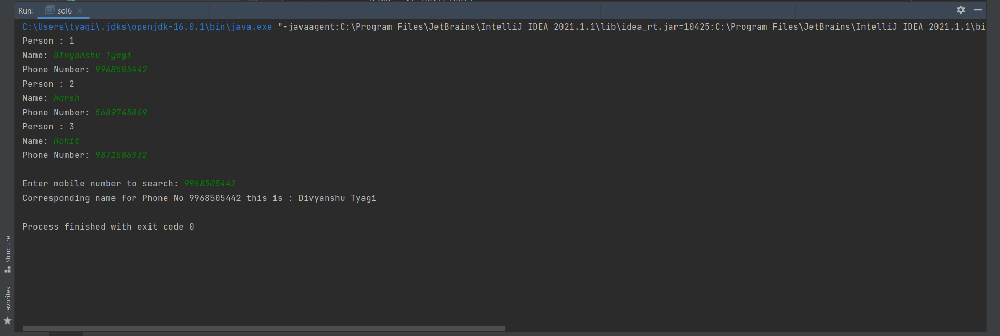 Run: sol6
C:\Users\tyagi\.jdks\openjdk-16.0.1\bin\java.exe "-javaagent:C:\Program Files\JetBrains\IntelliJ IDEA 2021.1.1\lib\idea_rt.jar=10425:C:\Program Files\JetBrains\IntelliJ IDEA 2021.1.1\bi
Person : 1
Name: Divyanshu Tyagi
Phone Number: 9968505442
Person : 2
Name: Harsh
Phone Number: 5689745869
Person : 3
Name: Mohit
Phone Number: 9871586932
Enter mobile number to search: 9968505442
Corresponding name for Phone No 9968505442 this is : Divyanshu Tyagi
Process finished with exit code 0
Structure
Favorites